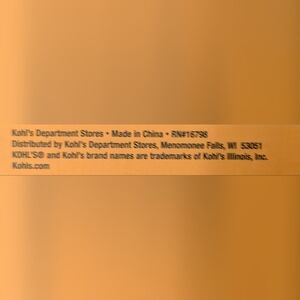 Kohl's Department Stores • Made in China • RN#16798
Distributed by Kohl's Department Stores, Menomonee Falls, WI 53051
KOHL'S® and Kohl's brand names are trademarks of Kohl's Illinois, Inc.
Kohls.com